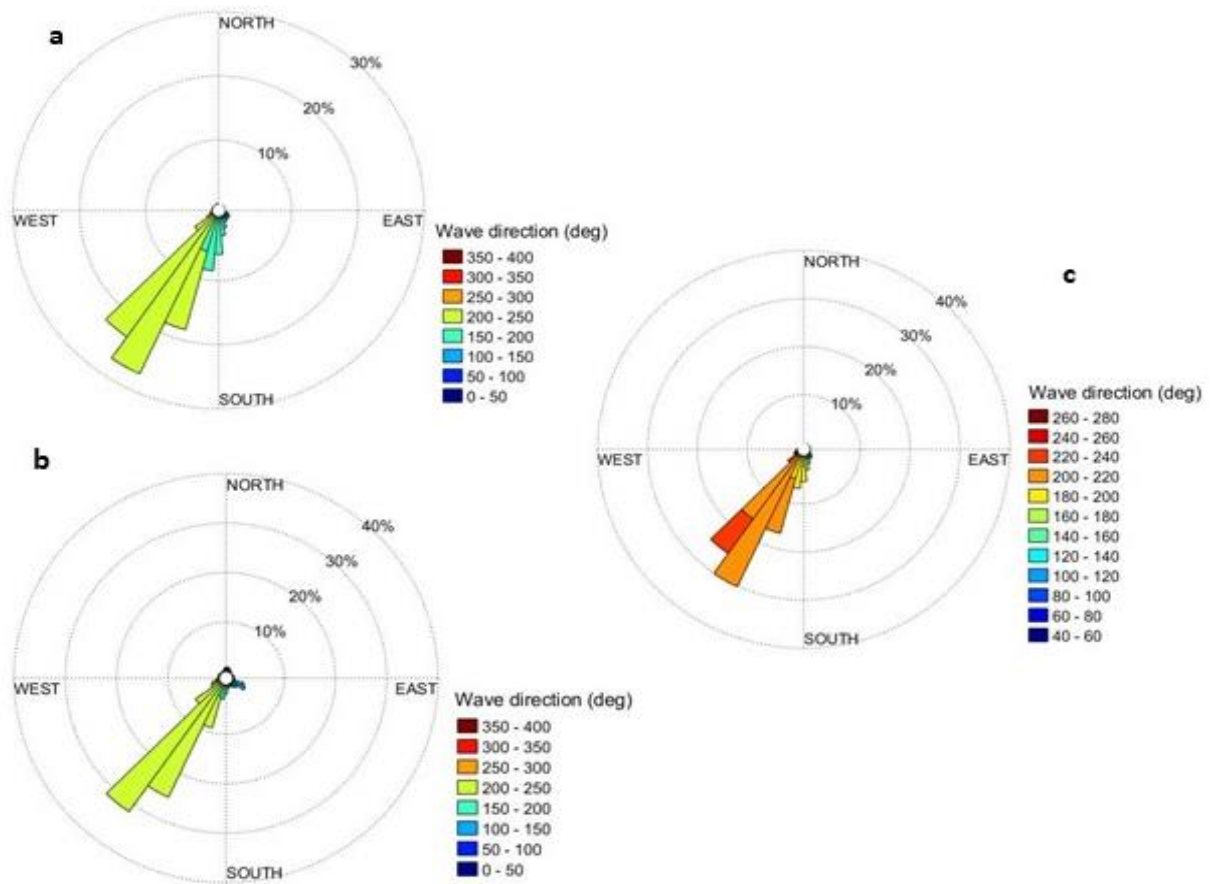 a
NORTH
30%
20%
10%
WEST
EAST
SOUTH
Wave direction (deg)
350 - 400
300 - 350
250 - 300
200 - 250
150 - 200
100 - 150
50 - 100
0 - 50
b
NORTH
40%
30%
20%
10%
WEST
EAST
SOUTH
Wave direction (deg)
350 - 400
300 - 350
250 - 300
200 - 250
150 - 200
100 - 150
50 - 100
0 - 50
c
NORTH
40%
30%
20%
10%
WEST
EAST
SOUTH
Wave direction (deg)
260 - 280
240 - 260
220 - 240
200 - 220
180 - 200
160 - 180
140 - 160
120 - 140
100 - 120
80 - 100
60 - 80
40 - 60